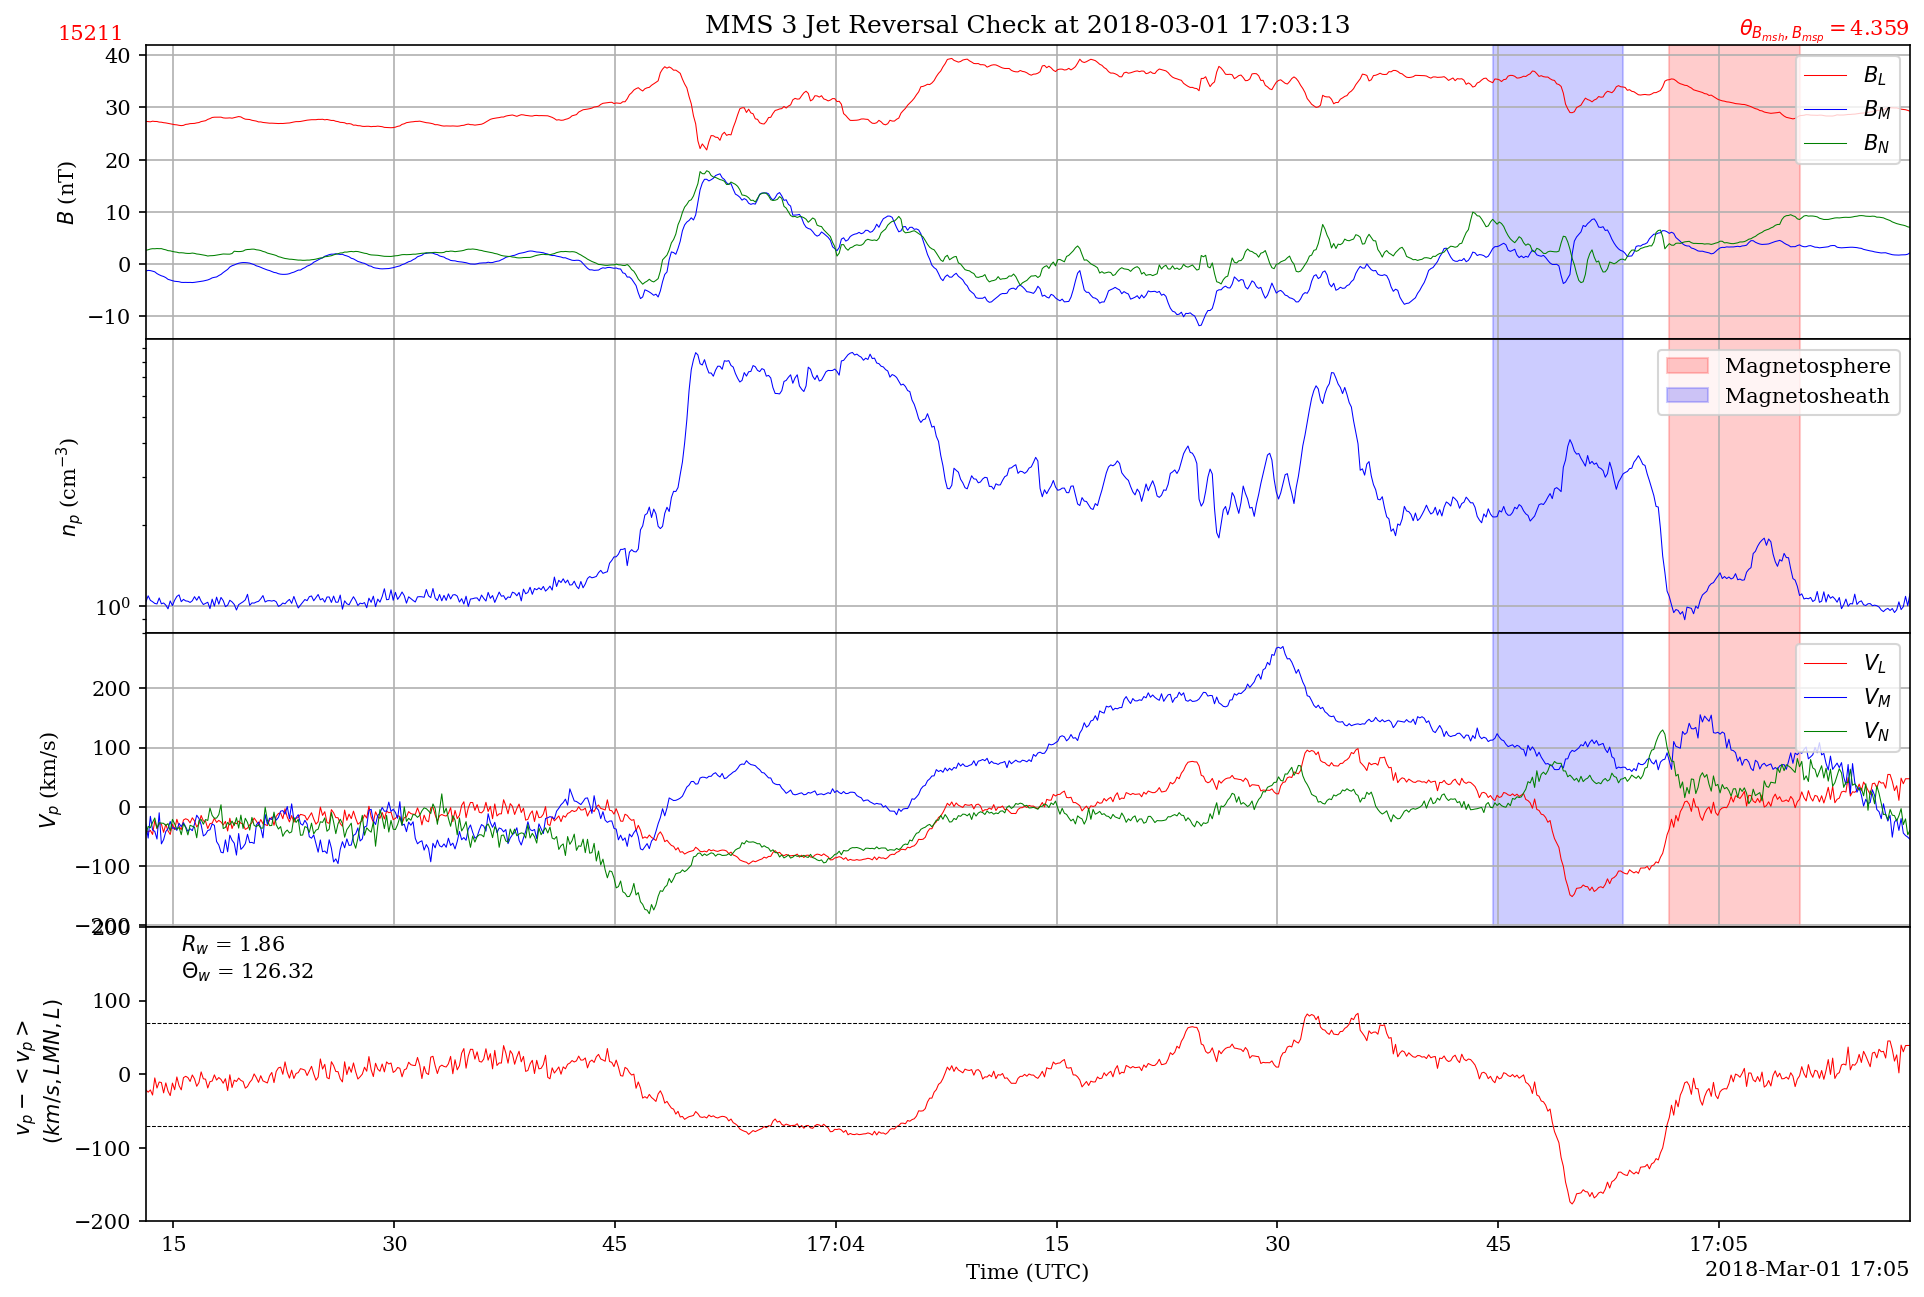 MMS 3 Jet Reversal Check at 2018-03-01 17:03:13
15211
θ_{B_{msh}, B_{msp}} = 4.359
40
30
20
10
0
−10
B (nT)
B_L
B_M
B_N
10^0
n_p (cm^{−3})
Magnetosphere
Magnetosheath
200
100
0
−100
−200
V_p (km/s)
V_L
V_M
V_N
200
100
0
−100
−200
v_p − < v_p >
(km/s, LMN, L)
R_w = 1.86
Θ_w = 126.32
15
30
45
17:04
15
30
45
17:05
Time (UTC)
2018-Mar-01 17:05